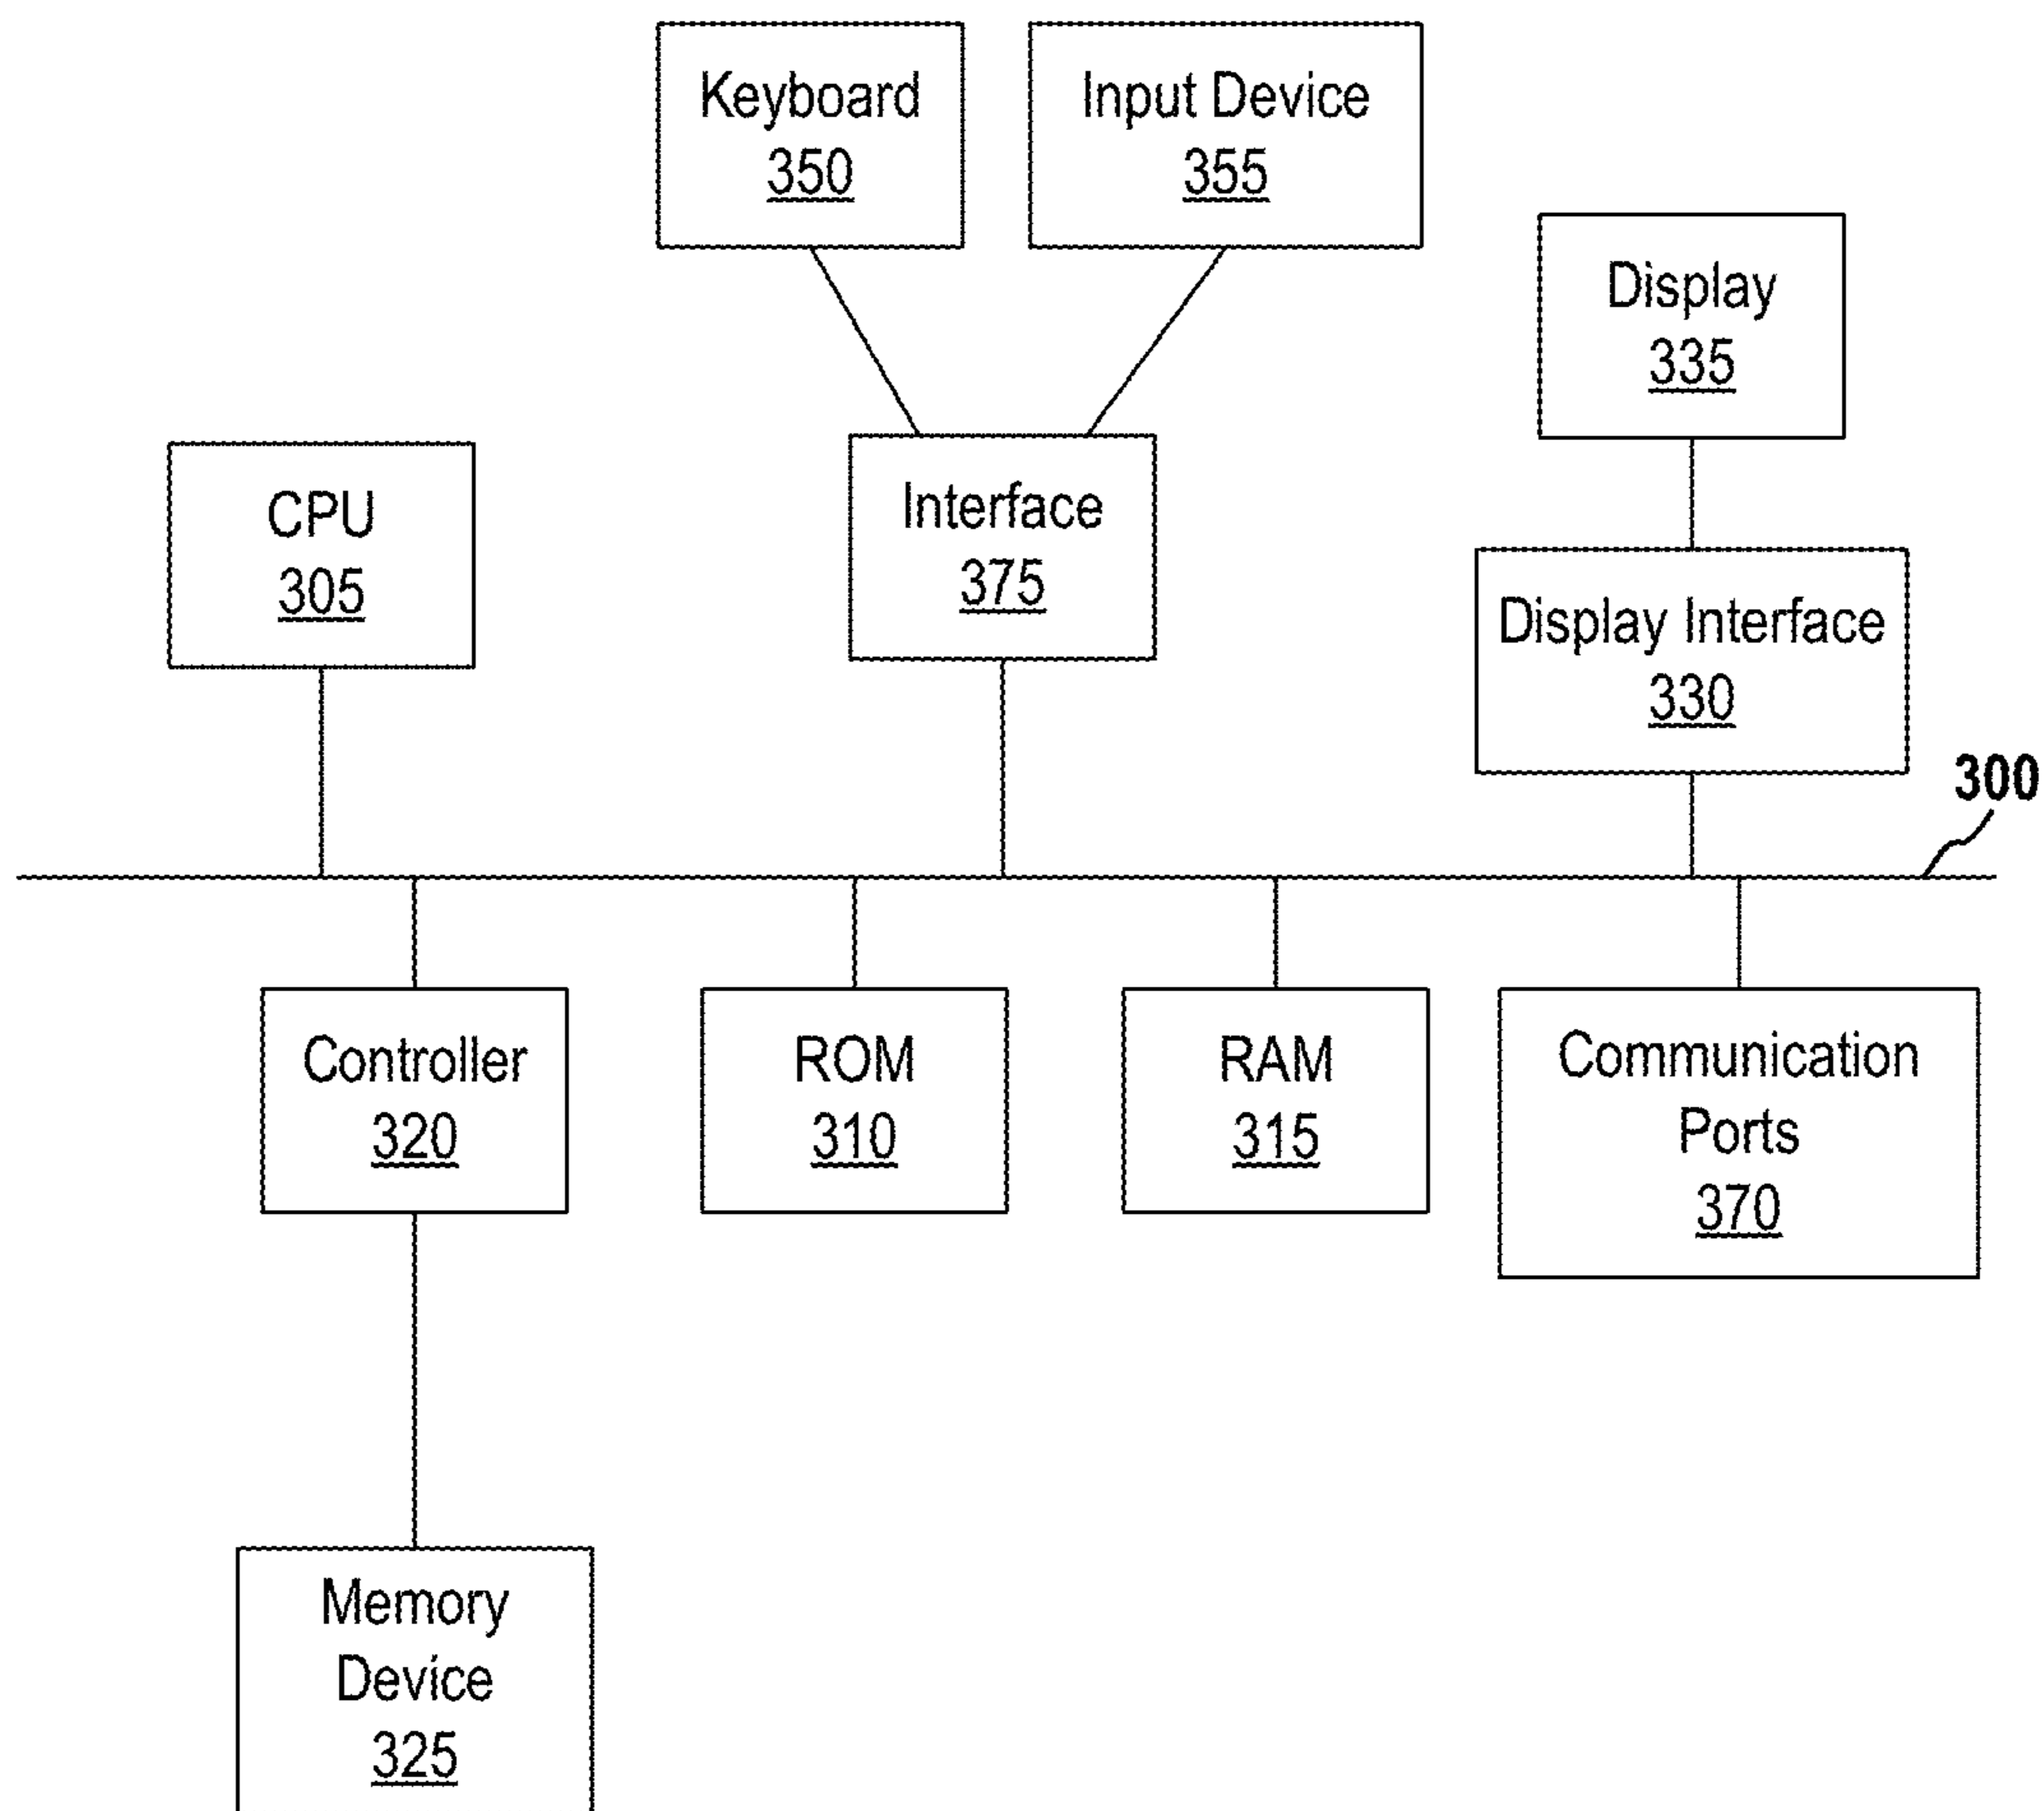 Keyboard
350
Input Device
355
Display
335
CPU
305
Interface
375
Display Interface
330
300
Controller
320
ROM
310
RAM
315
Communication
Ports
370
Memory
Device
325